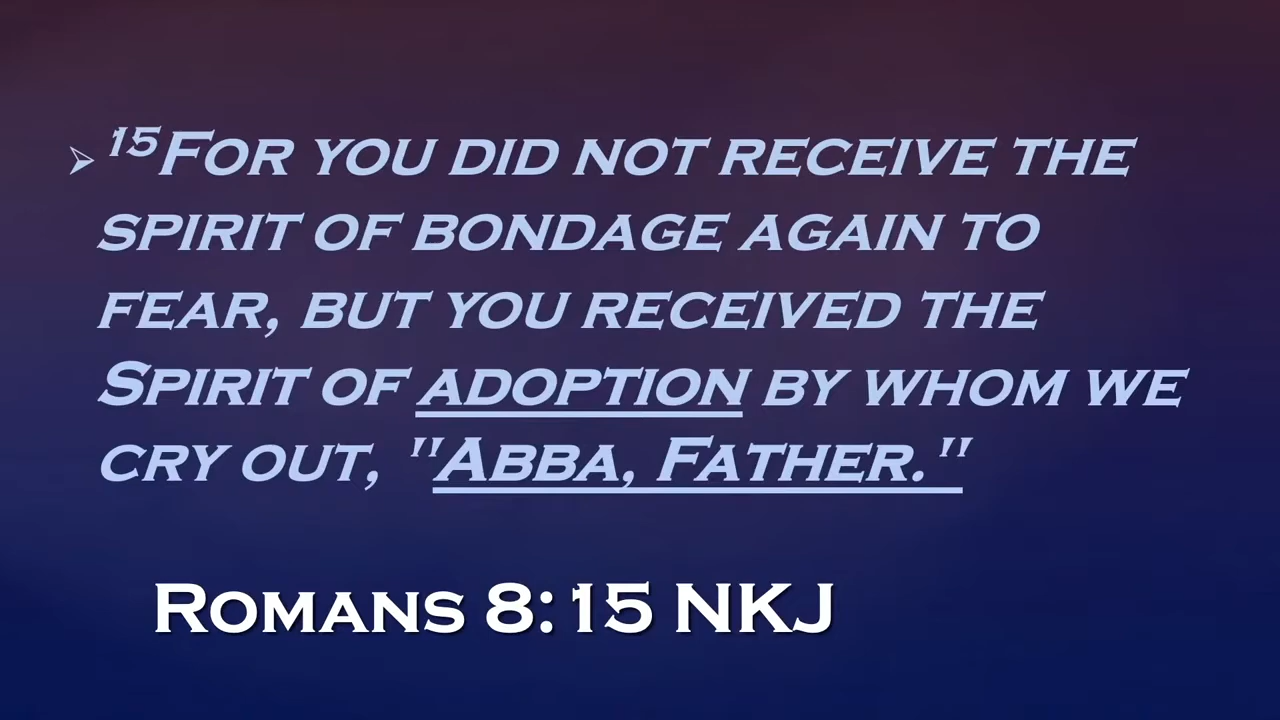 ➢ ¹⁵For you did not receive the
spirit of bondage again to
fear, but you received the
Spirit of adoption by whom we
cry out, "Abba, Father."
Romans 8:15 NKJ